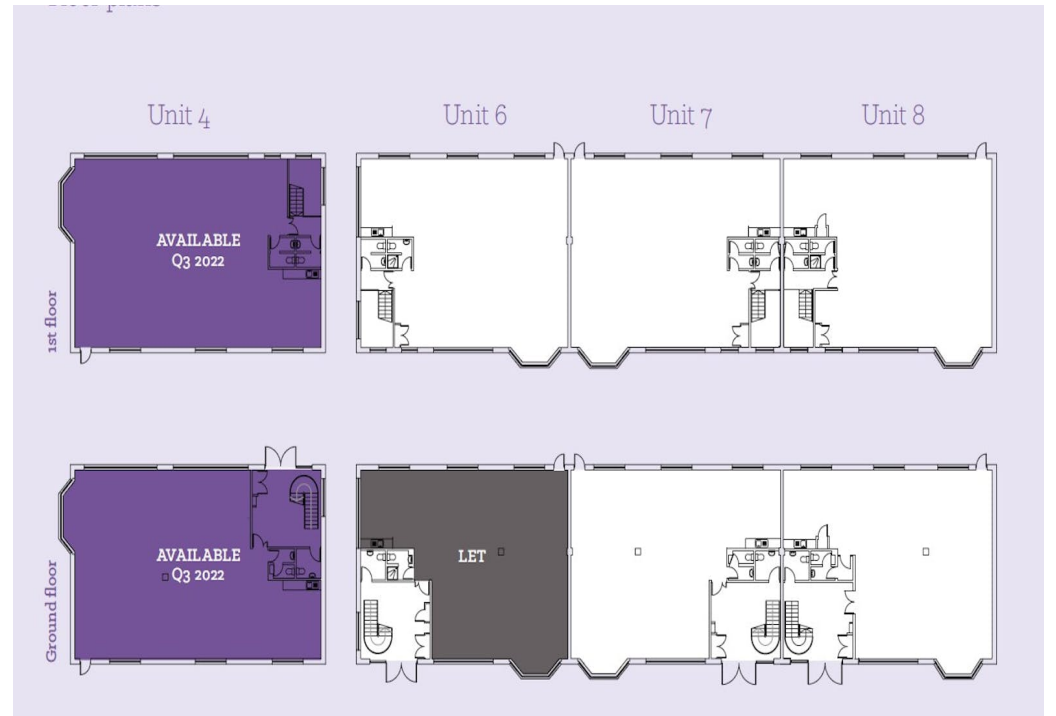 Unit 4
Unit 6
Unit 7
Unit 8
AVAILABLE
Q3 2022
1st floor
AVAILABLE
Q3 2022
LET
Ground floor